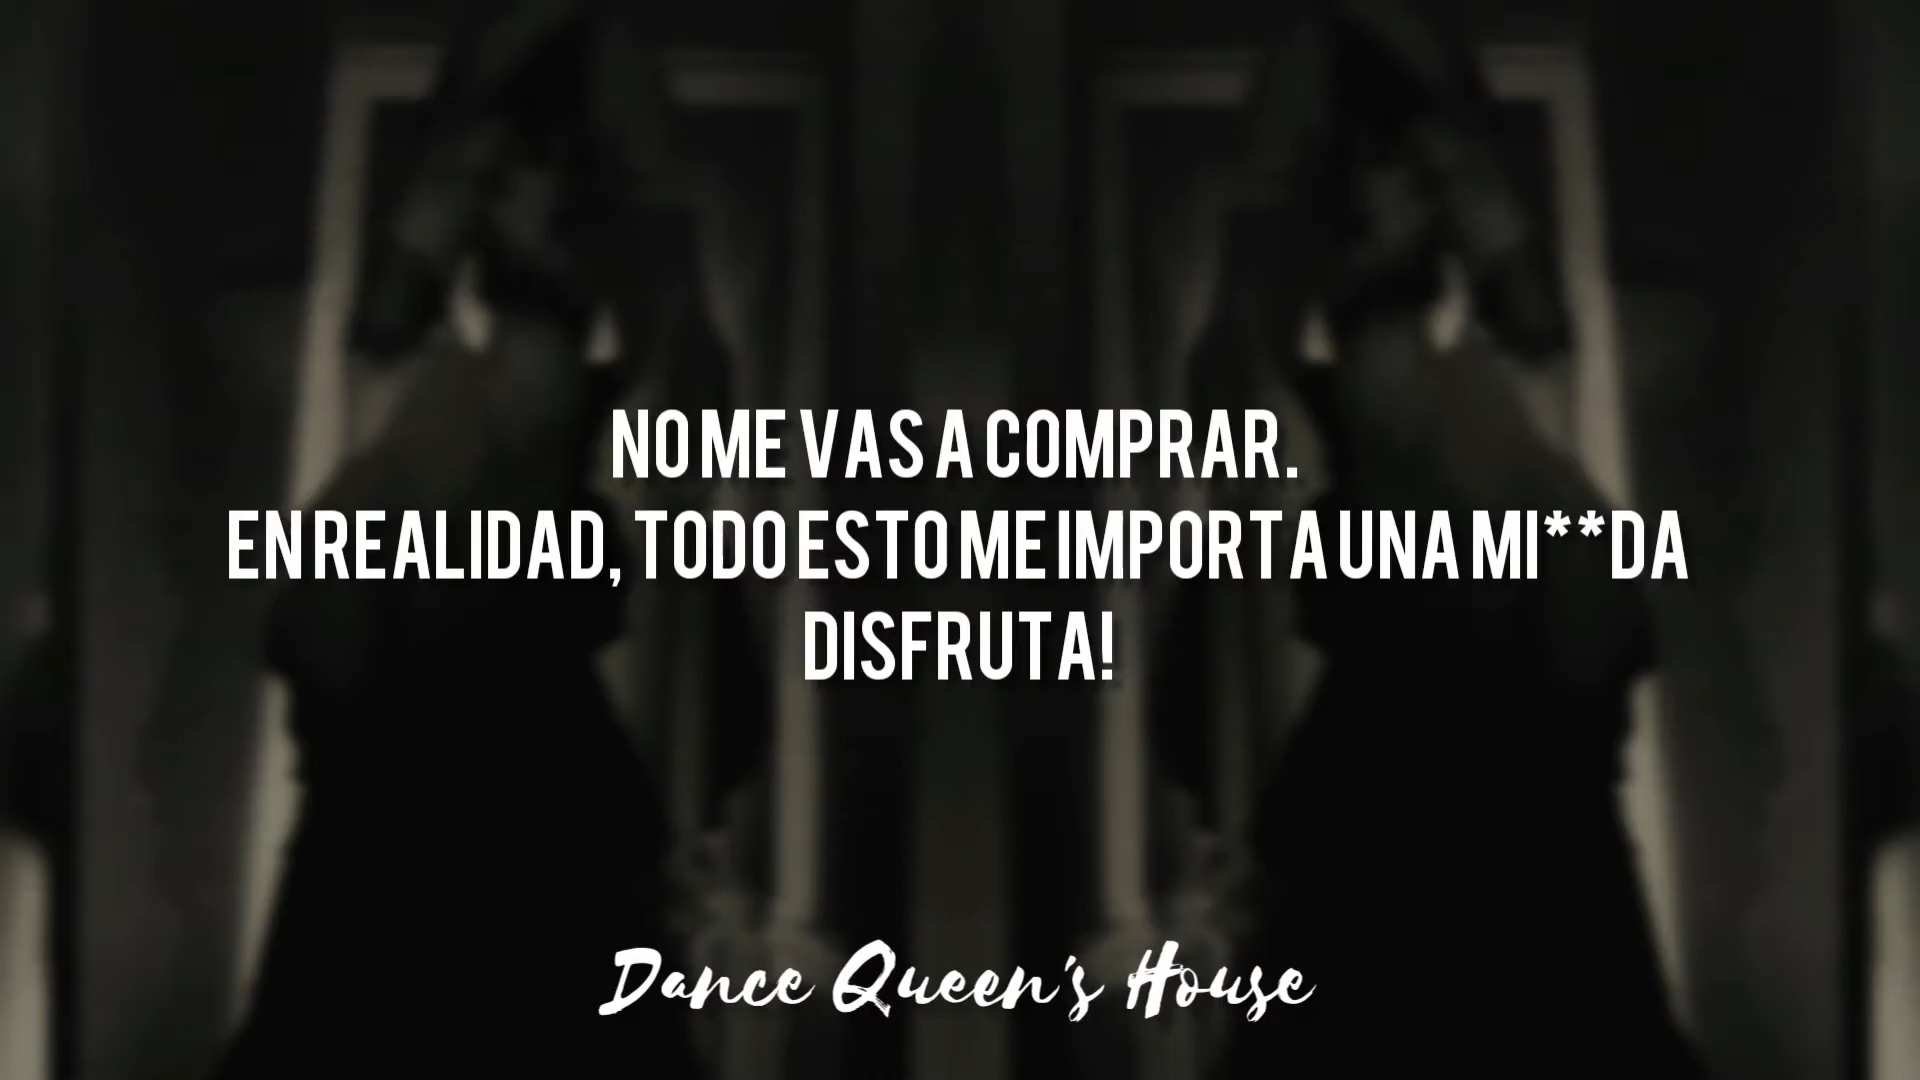 NO ME VAS A COMPRAR.
EN REALIDAD, TODO ESTO ME IMPORTA UNA MI**DA
DISFRUTA!
Dance Queen's House